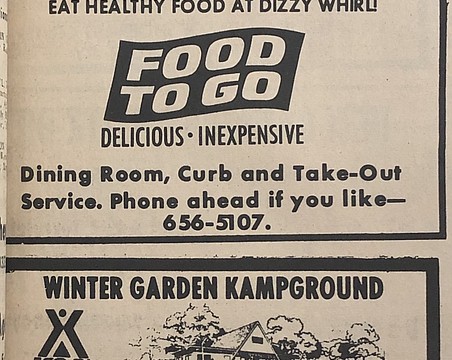 EAT HEALTHY FOOD AT DIZZY WHIRL!
FOOD
TO GO
DELICIOUS • INEXPENSIVE
Dining Room, Curb and Take-Out
Service. Phone ahead if you like—
656-5107.
WINTER GARDEN KAMPGROUND
KOA